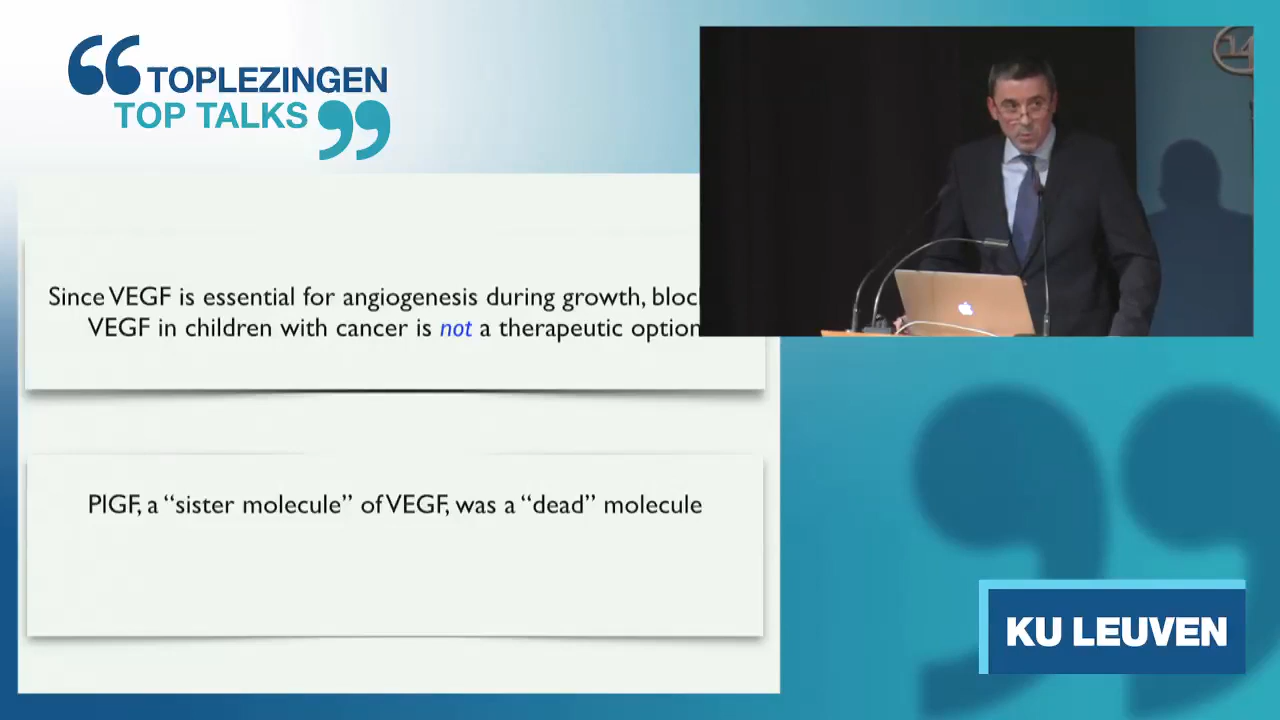 TOPLEZINGEN
TOP TALKS
14
Since VEGF is essential for angiogenesis during growth,
VEGF in children with cancer is not a therapeutic option
PlGF, a “sister molecule” of VEGF, was a “dead” molecule
KU LEUVEN